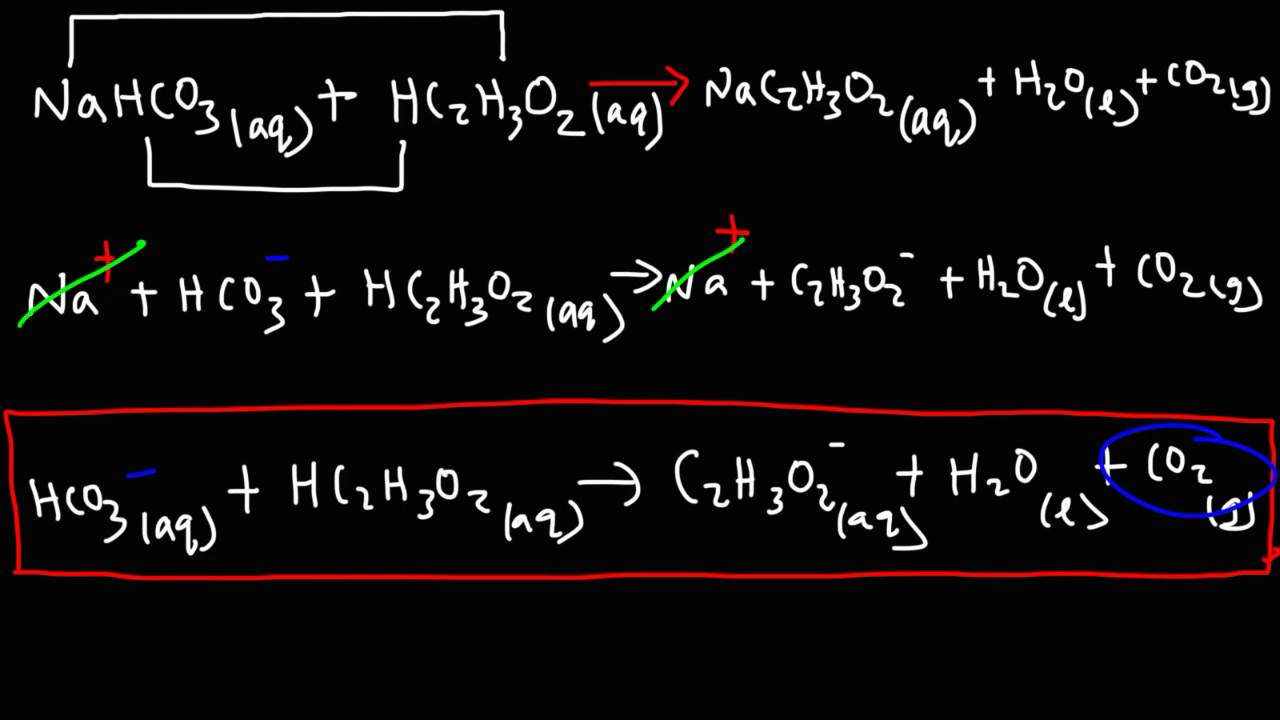 NaHCO₃(aq) + HC₂H₃O₂(aq) → NaC₂H₃O₂(aq) + H₂O(l) + CO₂(g)
Na⁺ + HCO₃⁻ + HC₂H₃O₂(aq) → Na⁺ + C₂H₃O₂⁻ + H₂O(l) + CO₂(g)
HCO₃⁻(aq) + HC₂H₃O₂(aq) → C₂H₃O₂⁻(aq) + H₂O(l) + CO₂(g)